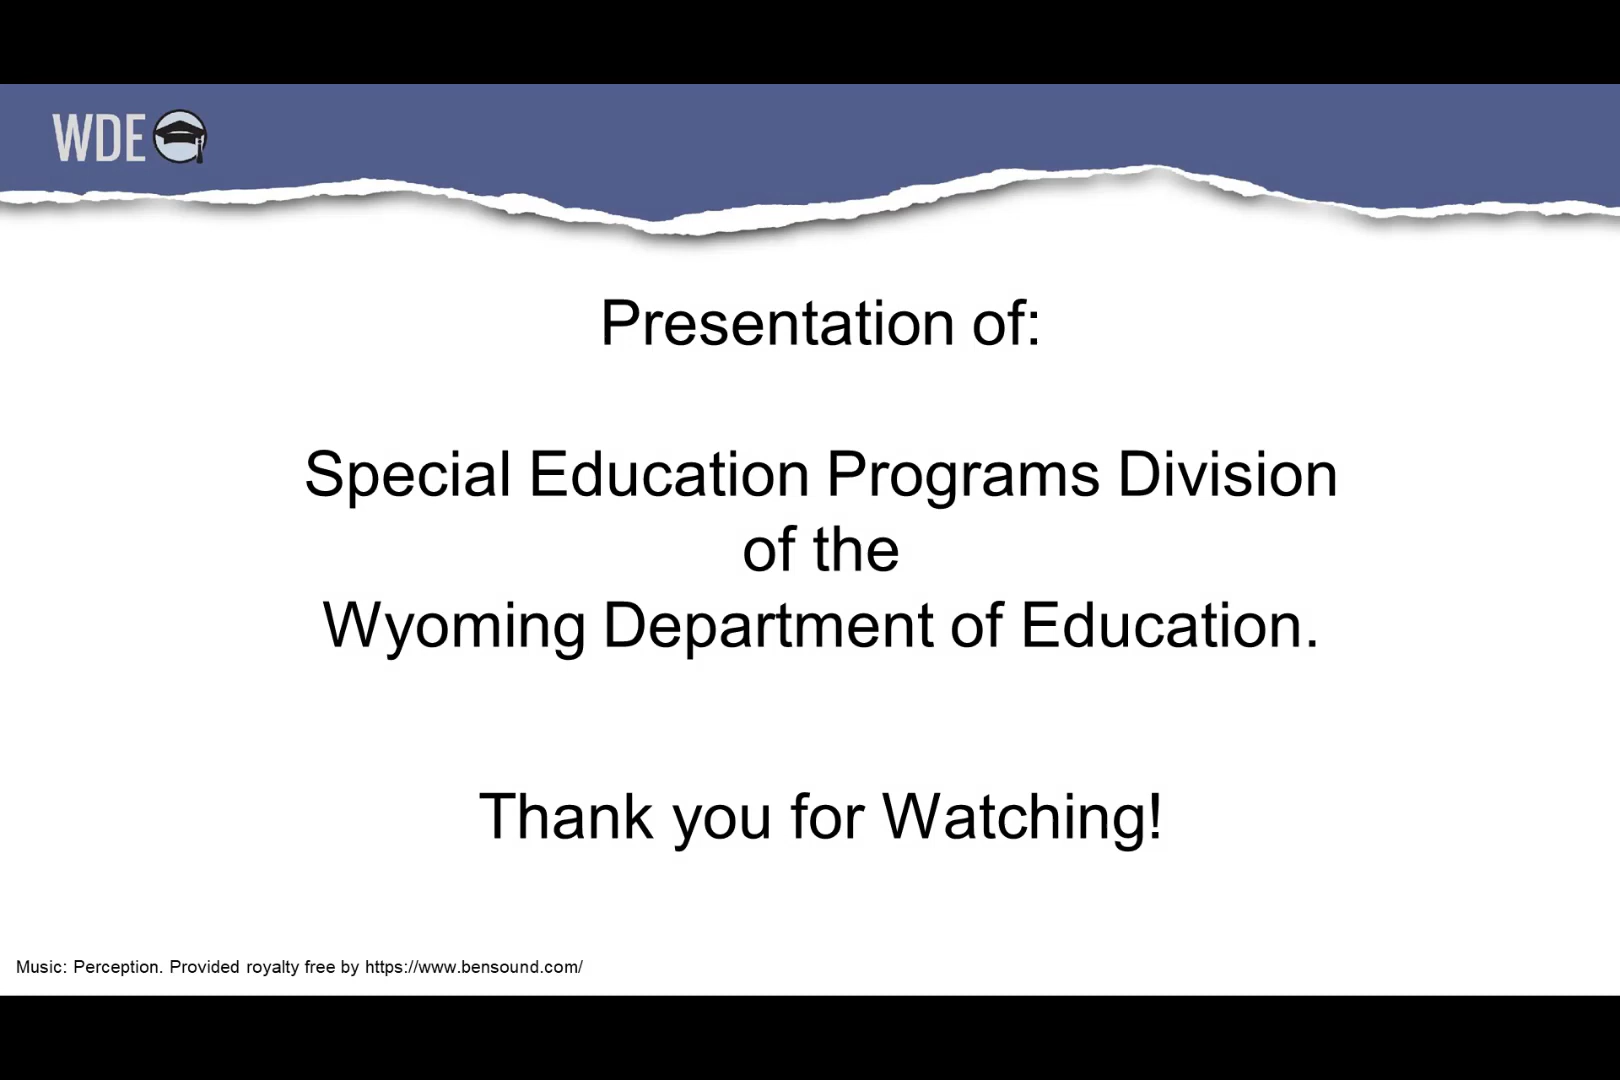 WDE
Presentation of:
Special Education Programs Division
of the
Wyoming Department of Education.
Thank you for Watching!
Music: Perception. Provided royalty free by https://www.bensound.com/